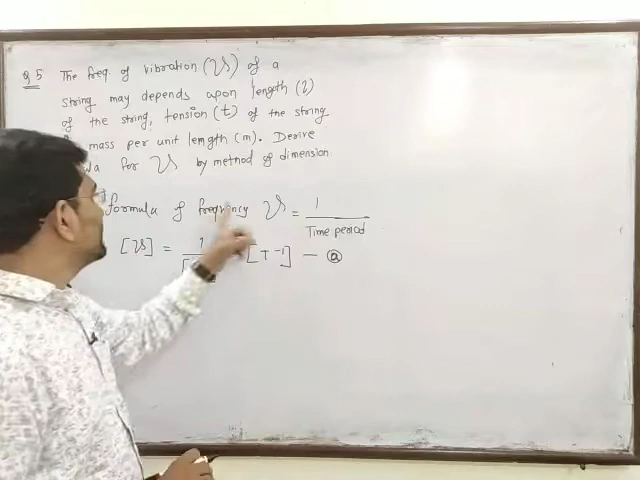 Q 5 The freq. of vibration (υ) of a
string may depends upon length (l)
of the string, tension (t) of the string
mass per unit length (m). Derive
for υ by method of dimension
formula of frequency υ = 1 / Time period
[υ] = 1 [T⁻¹] — ⓐ